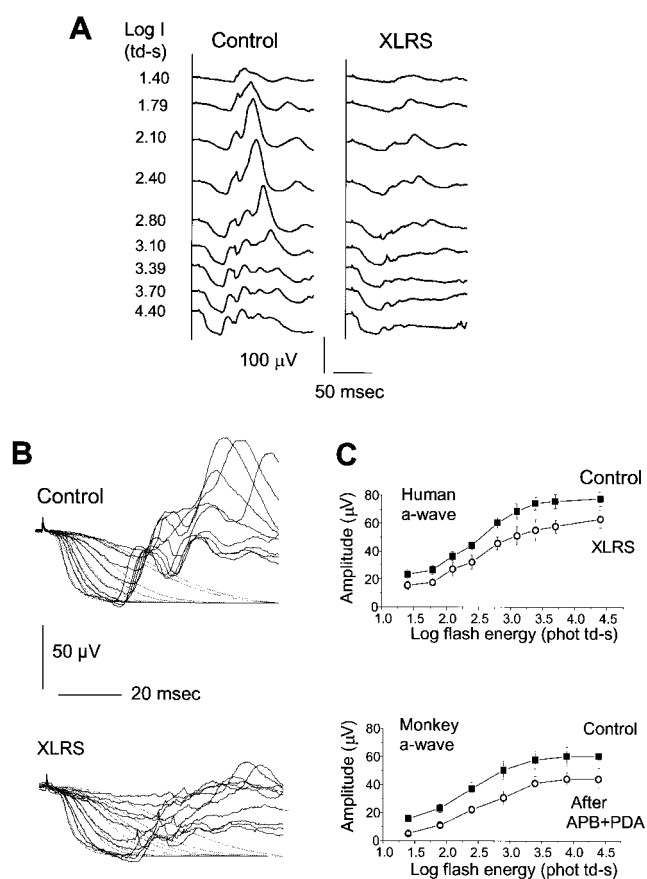 A
Log I
(td-s)
Control
XLRS
1.40
1.79
2.10
2.40
2.80
3.10
3.39
3.70
4.40
100 µV
50 msec
B
Control
50 µV
20 msec
XLRS
C
Control
Human
a-wave
XLRS
Amplitude (µV)
80
60
40
20
0
1.0 1.5 2.0 2.5 3.0 3.5 4.0 4.5
Log flash energy (phot td-s)
Monkey
a-wave
Control
After
APB+PDA
Amplitude (µV)
80
60
40
20
0
1.0 1.5 2.0 2.5 3.0 3.5 4.0 4.5
Log flash energy (phot td-s)